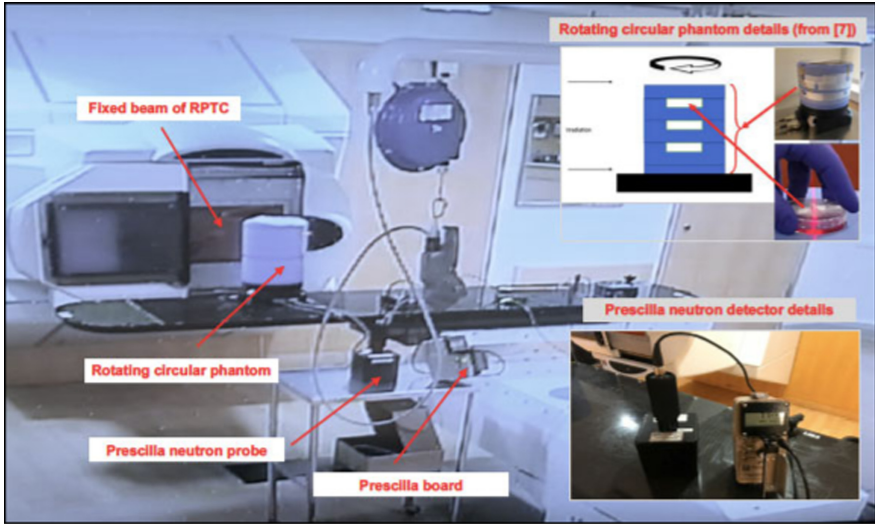 Rotating circular phantom details (from [7])
Irradiation
Fixed beam of RPTC
Prescilla neutron detector details
Rotating circular phantom
Prescilla neutron probe
Prescilla board